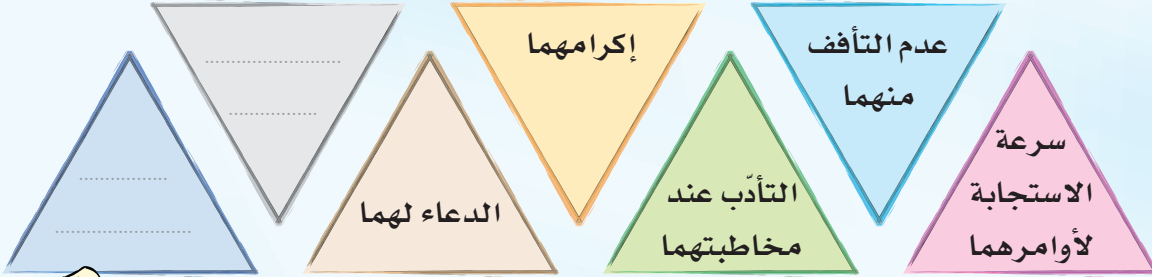 سرعة
الاستجابة
لأوامرهما
عدم التأفف
منهما
التأدّب عند
مخاطبتهما
إكرامهما
الدعاء لهما
....................
....................
....................
....................